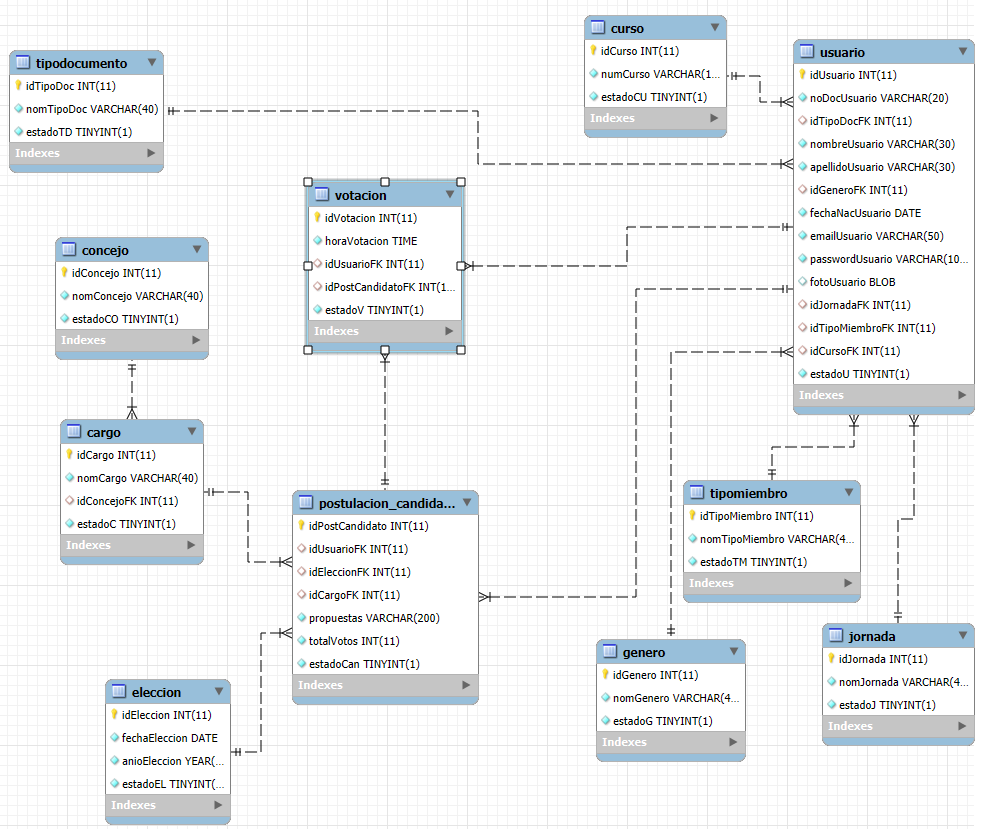 tipodocumento
idTipoDoc INT(11)
nomTipoDoc VARCHAR(40)
estadoTD TINYINT(1)
Indexes
curso
idCurso INT(11)
numCurso VARCHAR(1...
estadoCU TINYINT(1)
Indexes
usuario
idUsuario INT(11)
noDocUsuario VARCHAR(20)
idTipoDocFK INT(11)
nombreUsuario VARCHAR(30)
apellidoUsuario VARCHAR(30)
idGeneroFK INT(11)
fechaNacUsuario DATE
emailUsuario VARCHAR(50)
passwordUsuario VARCHAR(10...
fotoUsuario BLOB
idJornadaFK INT(11)
idTipoMiembroFK INT(11)
idCursoFK INT(11)
estadoU TINYINT(1)
Indexes
votacion
idVotacion INT(11)
horaVotacion TIME
idUsuarioFK INT(11)
idPostCandidatoFK INT(1...
estadoV TINYINT(1)
Indexes
concejo
idConcejo INT(11)
nomConcejo VARCHAR(40)
estadoCO TINYINT(1)
Indexes
cargo
idCargo INT(11)
nomCargo VARCHAR(40)
idConcejoFK INT(11)
estadoC TINYINT(1)
Indexes
postulacion_candida...
idPostCandidato INT(11)
idUsuarioFK INT(11)
idEleccionFK INT(11)
idCargoFK INT(11)
propuestas VARCHAR(200)
totalVotos INT(11)
estadoCan TINYINT(1)
Indexes
tipomiembro
idTipoMiembro INT(11)
nomTipoMiembro VARCHAR(4...
estadoTM TINYINT(1)
Indexes
genero
idGenero INT(11)
nomGenero VARCHAR(4...
estadoG TINYINT(1)
Indexes
jornada
idJornada INT(11)
nomJornada VARCHAR(4...
estadoJ TINYINT(1)
Indexes
eleccion
idEleccion INT(11)
fechaEleccion DATE
anioEleccion YEAR(...
estadoEL TINYINT(...
Indexes